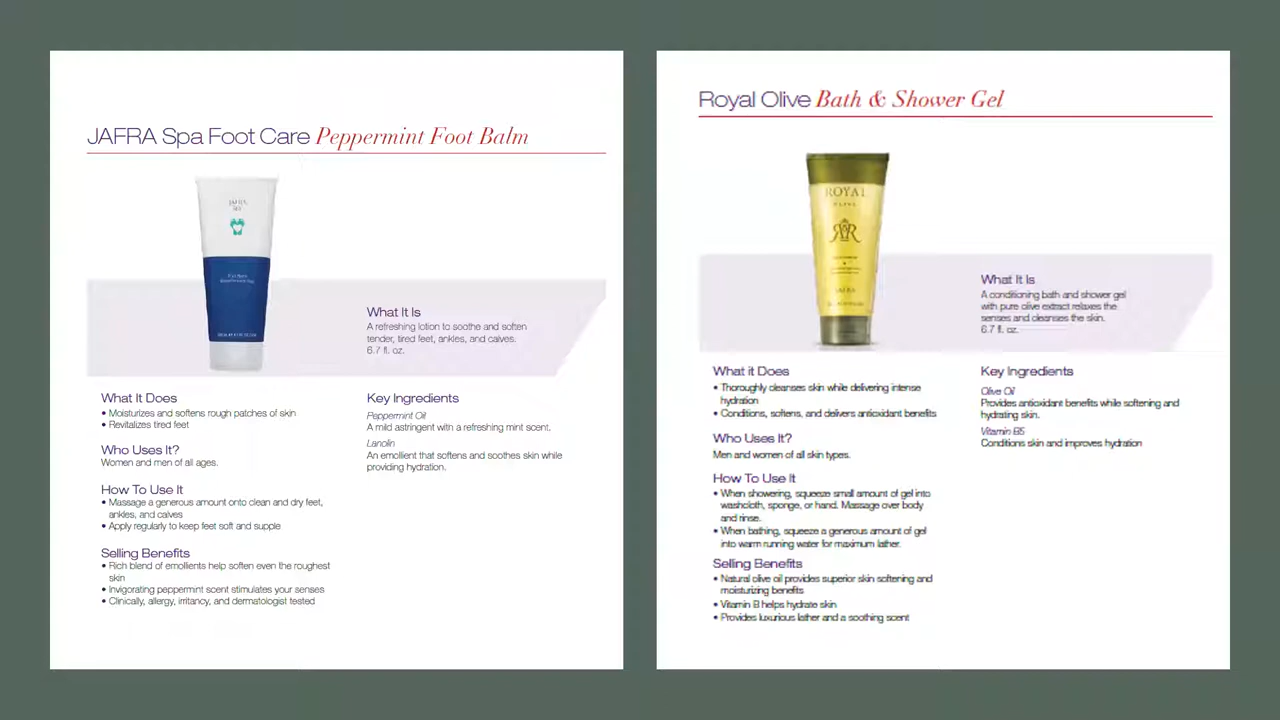 JAFRA Spa Foot Care Peppermint Foot Balm
JAFRA
What It Is
A refreshing lotion to soothe and soften
tender, tired feet, ankles, and calves.
6.7 fl. oz.
What It Does
• Moisturizes and softens rough patches of skin
• Revitalizes tired feet
Who Uses It?
Women and men of all ages.
How To Use It
• Massage a generous amount onto clean and dry feet,
ankles, and calves
• Apply regularly to keep feet soft and supple
Selling Benefits
• Rich blend of emollients help soften even the roughest
skin
• Invigorating peppermint scent stimulates your senses
• Clinically, allergy, irritancy, and dermatologist tested
Key Ingredients
Peppermint Oil
A mild astringent with a refreshing mint scent.
Lanolin
An emollient that softens and soothes skin while
providing hydration.
Royal Olive Bath & Shower Gel
ROYAL
OLIVE
JAFRA
What It Is
A conditioning bath and shower gel
with pure olive extract relaxes the
senses and cleanses the skin.
6.7 fl. oz.
What it Does
• Thoroughly cleanses skin while delivering intense
hydration
• Conditions, softens, and delivers antioxidant benefits
Who Uses It?
Men and women of all skin types.
How To Use It
• When showering, squeeze small amount of gel into
washcloth, sponge, or hand. Massage over body
and rinse.
• When bathing, squeeze a generous amount of gel
into warm running water for maximum lather.
Selling Benefits
• Natural olive oil provides superior skin softening and
moisturizing benefits
• Vitamin B helps hydrate skin
• Provides luxurious lather and a soothing scent
Key Ingredients
Olive Oil
Provides antioxidant benefits while softening and
hydrating skin.
Vitamin B5
Conditions skin and improves hydration